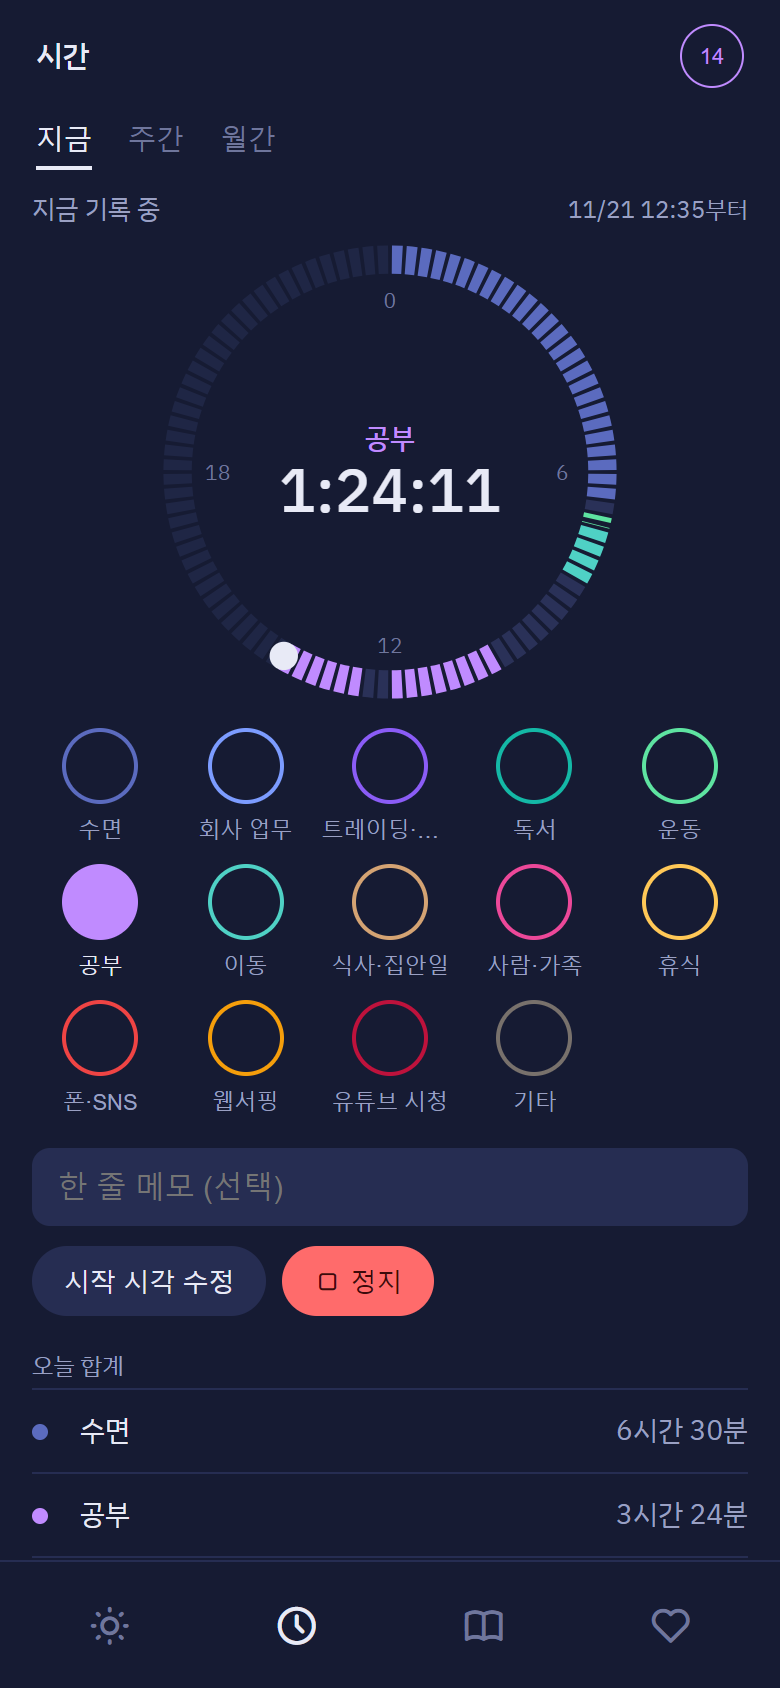 시간
14
지금 주간 월간
지금 기록 중
11/21 12:35부터
0
공부
18
1:24:11
6
12
수면 회사 업무 트레이딩·... 독서 운동
공부 이동 식사·집안일 사람·가족 휴식
폰·SNS 웹서핑 유튜브 시청 기타
한 줄 메모 (선택)
시작 시각 수정 정지
오늘 합계
수면 6시간 30분
공부 3시간 24분